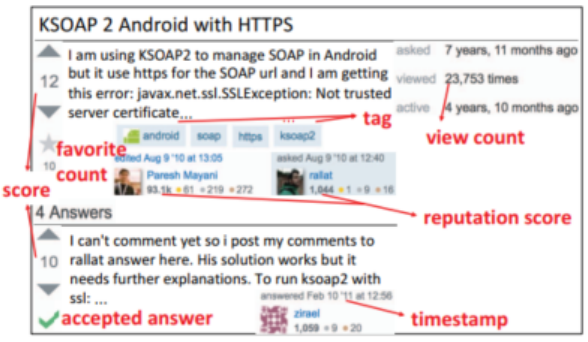 KSOAP 2 Android with HTTPS
I am using KSOAP2 to manage SOAP in Android
but it use https for the SOAP url and I am getting
this error: javax.net.ssl.SSLException: Not trusted
server certificate...
12
asked 7 years, 11 months ago
viewed 23,753 times
active 4 years, 10 months ago
...
tag
view count
android soap https ksoap2
favorite
count
10
score
edited Aug 9 '10 at 13:05
Paresh Mayani
93.1k 61 219 272
asked Aug 9 '10 at 12:40
rallat
1,044 1 9 16
reputation score
4 Answers
10
I can't comment yet so i post my comments to
rallat answer here. His solution works but it
needs further explanations. To run ksoap2 with
ssl: ...
answered Feb 10 '11 at 12:56
zirael
1,059 9 20
accepted answer
timestamp